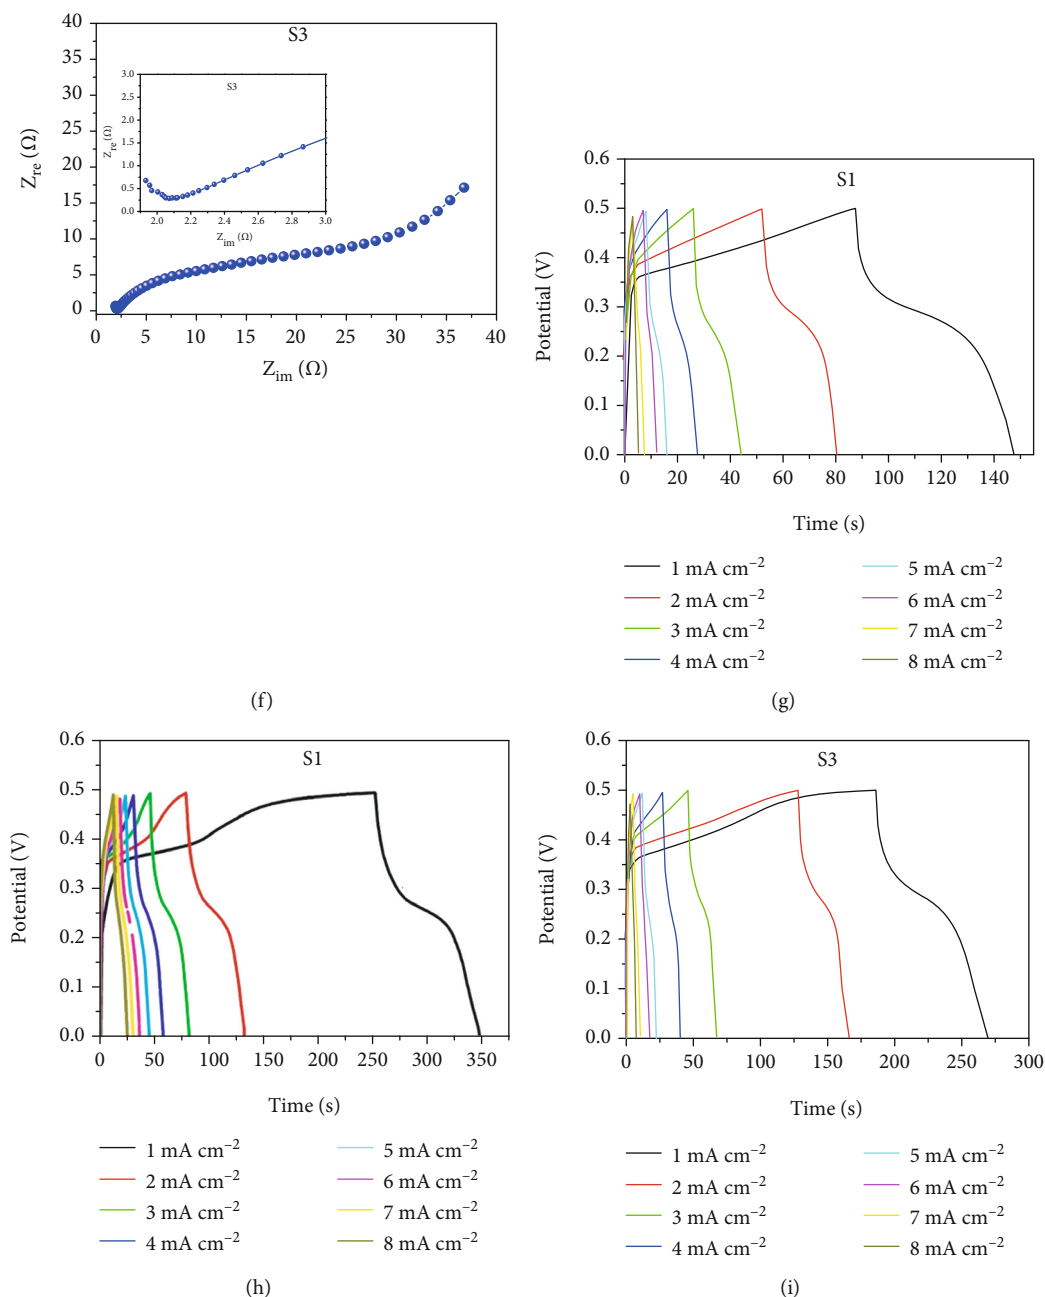 S3
40
35
30
25
20
15
10
5
0
Z_re (Ω)
0 5 10 15 20 25 30 35 40
Z_im (Ω)
S3
3.0
2.5
2.0
1.5
1.0
0.5
0.0
Z_re (Ω)
2.0 2.2 2.4 2.6 2.8 3.0
Z_im (Ω)
(f)
S1
0.6
0.5
0.4
0.3
0.2
0.1
0.0
Potential (V)
0 20 40 60 80 100 120 140
Time (s)
1 mA cm⁻² 5 mA cm⁻²
2 mA cm⁻² 6 mA cm⁻²
3 mA cm⁻² 7 mA cm⁻²
4 mA cm⁻² 8 mA cm⁻²
(g)
S1
0.6
0.5
0.4
0.3
0.2
0.1
0.0
Potential (V)
0 50 100 150 200 250 300 350
Time (s)
1 mA cm⁻² 5 mA cm⁻²
2 mA cm⁻² 6 mA cm⁻²
3 mA cm⁻² 7 mA cm⁻²
4 mA cm⁻² 8 mA cm⁻²
(h)
S3
0.6
0.5
0.4
0.3
0.2
0.1
0.0
Potential (V)
0 50 100 150 200 250 300
Time (s)
1 mA cm⁻² 5 mA cm⁻²
2 mA cm⁻² 6 mA cm⁻²
3 mA cm⁻² 7 mA cm⁻²
4 mA cm⁻² 8 mA cm⁻²
(i)